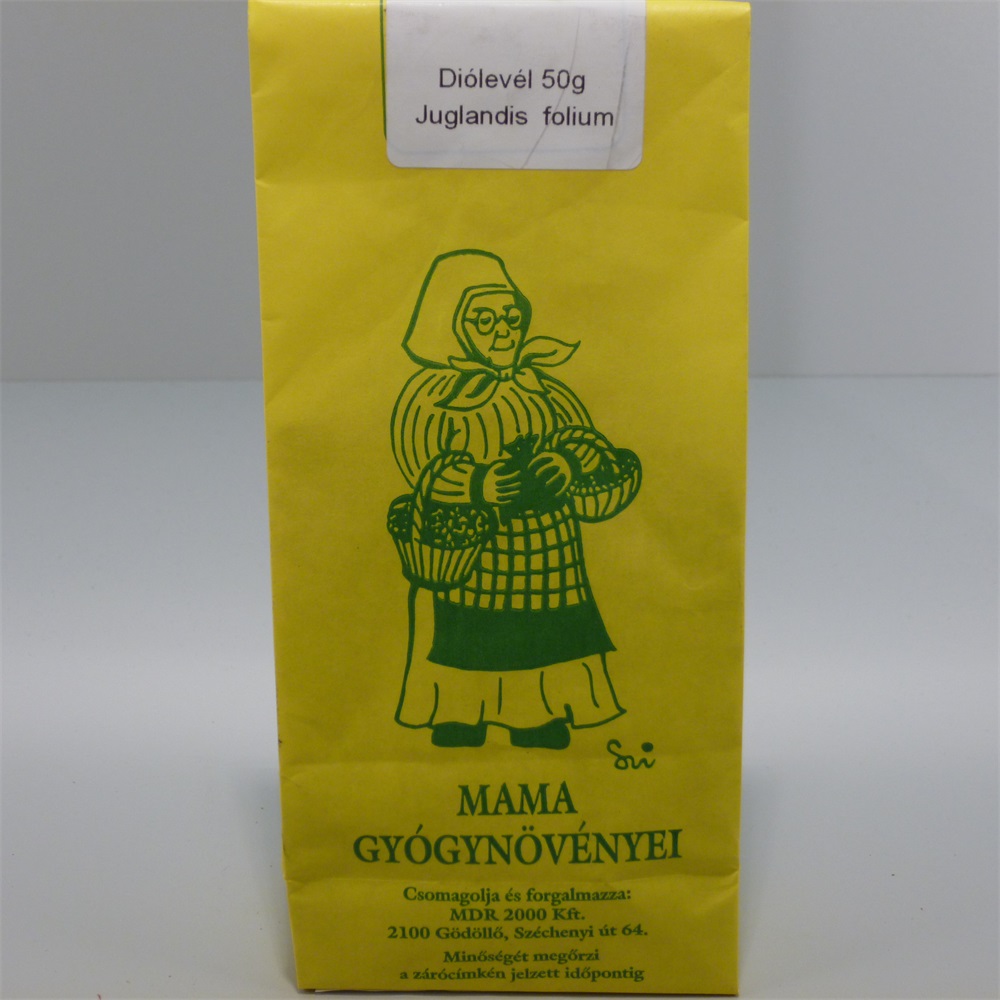 Diólevél 50g
Juglandis folium
Sri
MAMA
GYÓGYNÖVÉNYEI
Csomagolja és forgalmazza:
MDR 2000 Kft.
2100 Gödöllő, Széchenyi út 64.
Minőségét megőrzi
a zárócímkén jelzett időpontig